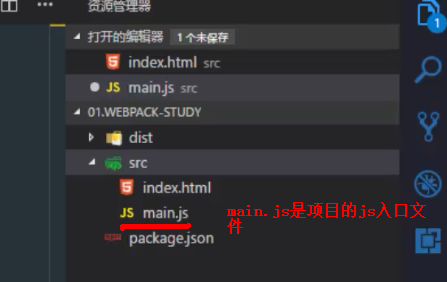 资源管理器
打开的编辑器 1 个未保存
index.html src
JS main.js src
01.WEBPACK-STUDY
dist
src
index.html
JS main.js
main.js是项目的js入口文
件
package.json
1